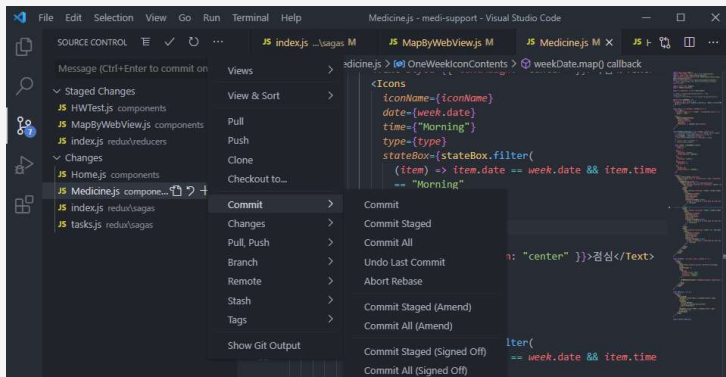 File Edit Selection View Go Run Terminal Help Medicine.js - medi-support - Visual Studio Code
SOURCE CONTROL
JS index.js ...\sagas M JS MapByWebView.js M JS Medicine.js M JS
Message (Ctrl+Enter to commit on
edicine.js > OneWeekIconContents > weekDate.map() callback
Staged Changes
JS HWTest.js components
JS MapByWebView.js components
JS index.js redux\reducers
Changes
JS Home.js components
JS Medicine.js compone...
JS index.js redux\sagas
JS tasks.js redux\sagas
7
Views
View & Sort
Pull
Push
Clone
Checkout to...
Commit
Changes
Pull, Push
Branch
Remote
Stash
Tags
Show Git Output
Commit
Commit Staged
Commit All
Undo Last Commit
Abort Rebase
Commit Staged (Amend)
Commit All (Amend)
Commit Staged (Signed Off)
Commit All (Signed Off)
<Icons
iconName={iconName}
date={week.date}
time={"Morning"}
type={type}
stateBox={stateBox.filter(
(item) => item.date == week.date && item.time
== "Morning"
n: "center" }}>점심</Text>
lter(
== week.date && item.time